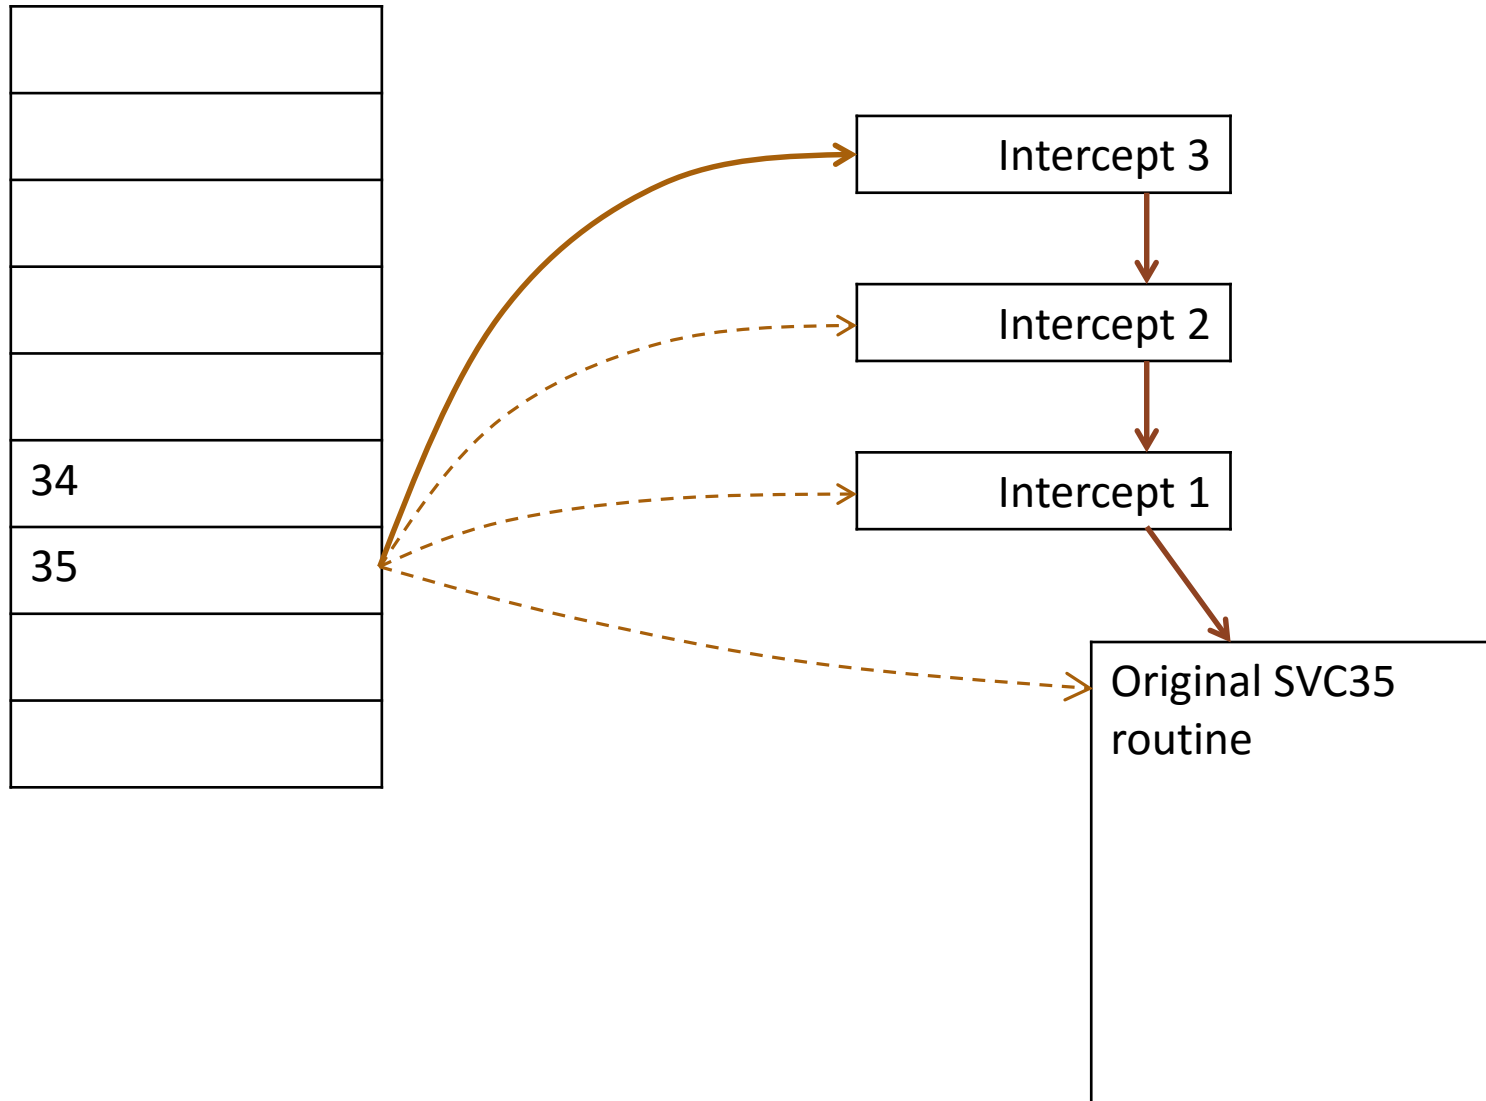 Intercept 3
Intercept 2
34
Intercept 1
35
Original SVC35
routine